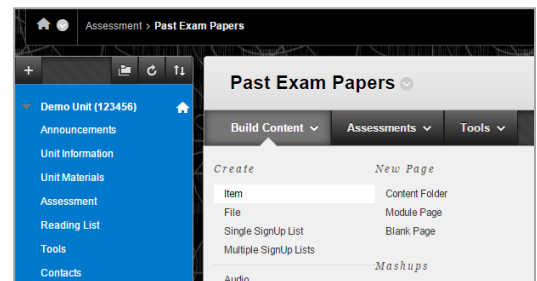 Assessment > Past Exam Papers
Demo Unit (123456)
Announcements
Unit Information
Unit Materials
Assessment
Reading List
Tools
Contacts
Past Exam Papers
Build Content
Assessments
Tools
Create
Item
File
Single SignUp List
Multiple SignUp Lists
Audio
New Page
Content Folder
Module Page
Blank Page
Mashups